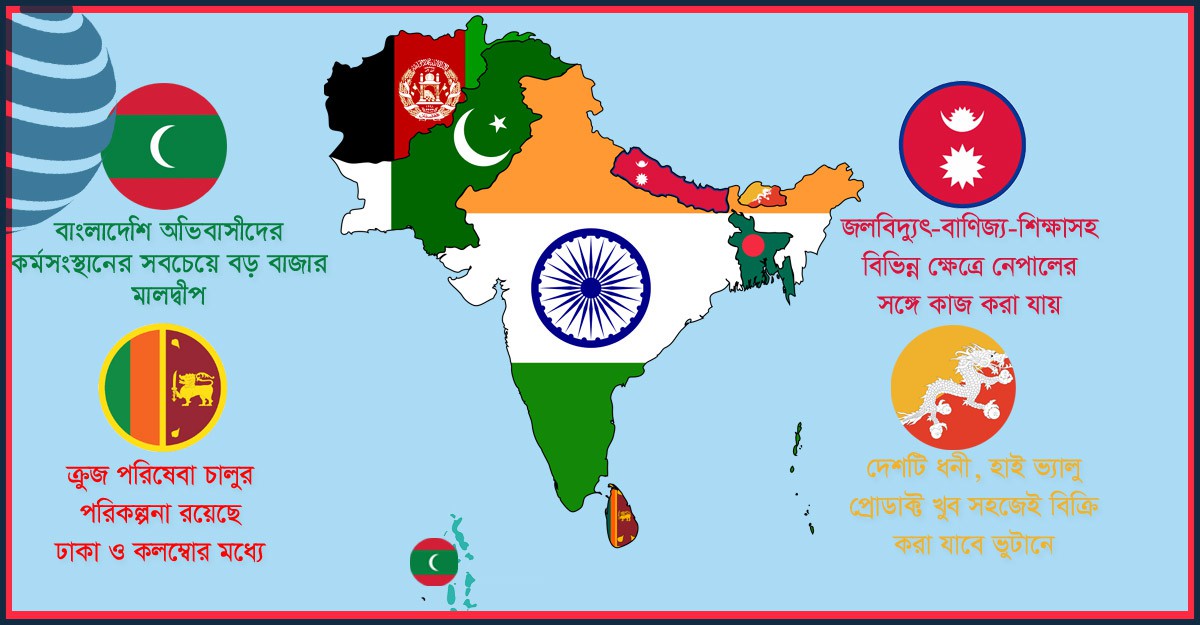 বাংলাদেশি অভিবাসীদের
কর্মসংস্থানের সবচেয়ে বড় বাজার
মালদ্বীপ
ক্রুজ পরিষেবা চালুর
পরিকল্পনা রয়েছে
ঢাকা ও কলম্বোর মধ্যে
জলবিদ্যুৎ-বাণিজ্য-শিক্ষাসহ
বিভিন্ন ক্ষেত্রে নেপালের
সঙ্গে কাজ করা যায়
দেশটি ধনী, হাই ভ্যালু
প্রোডাক্ট খুব সহজেই বিক্রি
করা যাবে ভুটানে